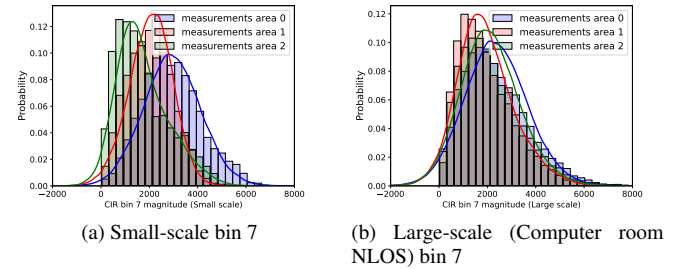 measurements area 0
measurements area 1
measurements area 2
0.12
0.10
0.08
0.06
0.04
0.02
0.00
Probability
−2000 0 2000 4000 6000 8000
CIR bin 7 magnitude (Small scale)
(a) Small-scale bin 7
measurements area 0
measurements area 1
measurements area 2
0.12
0.10
0.08
0.06
0.04
0.02
0.00
Probability
−2000 0 2000 4000 6000 8000
CIR bin 7 magnitude (Large scale)
(b) Large-scale (Computer room
NLOS) bin 7